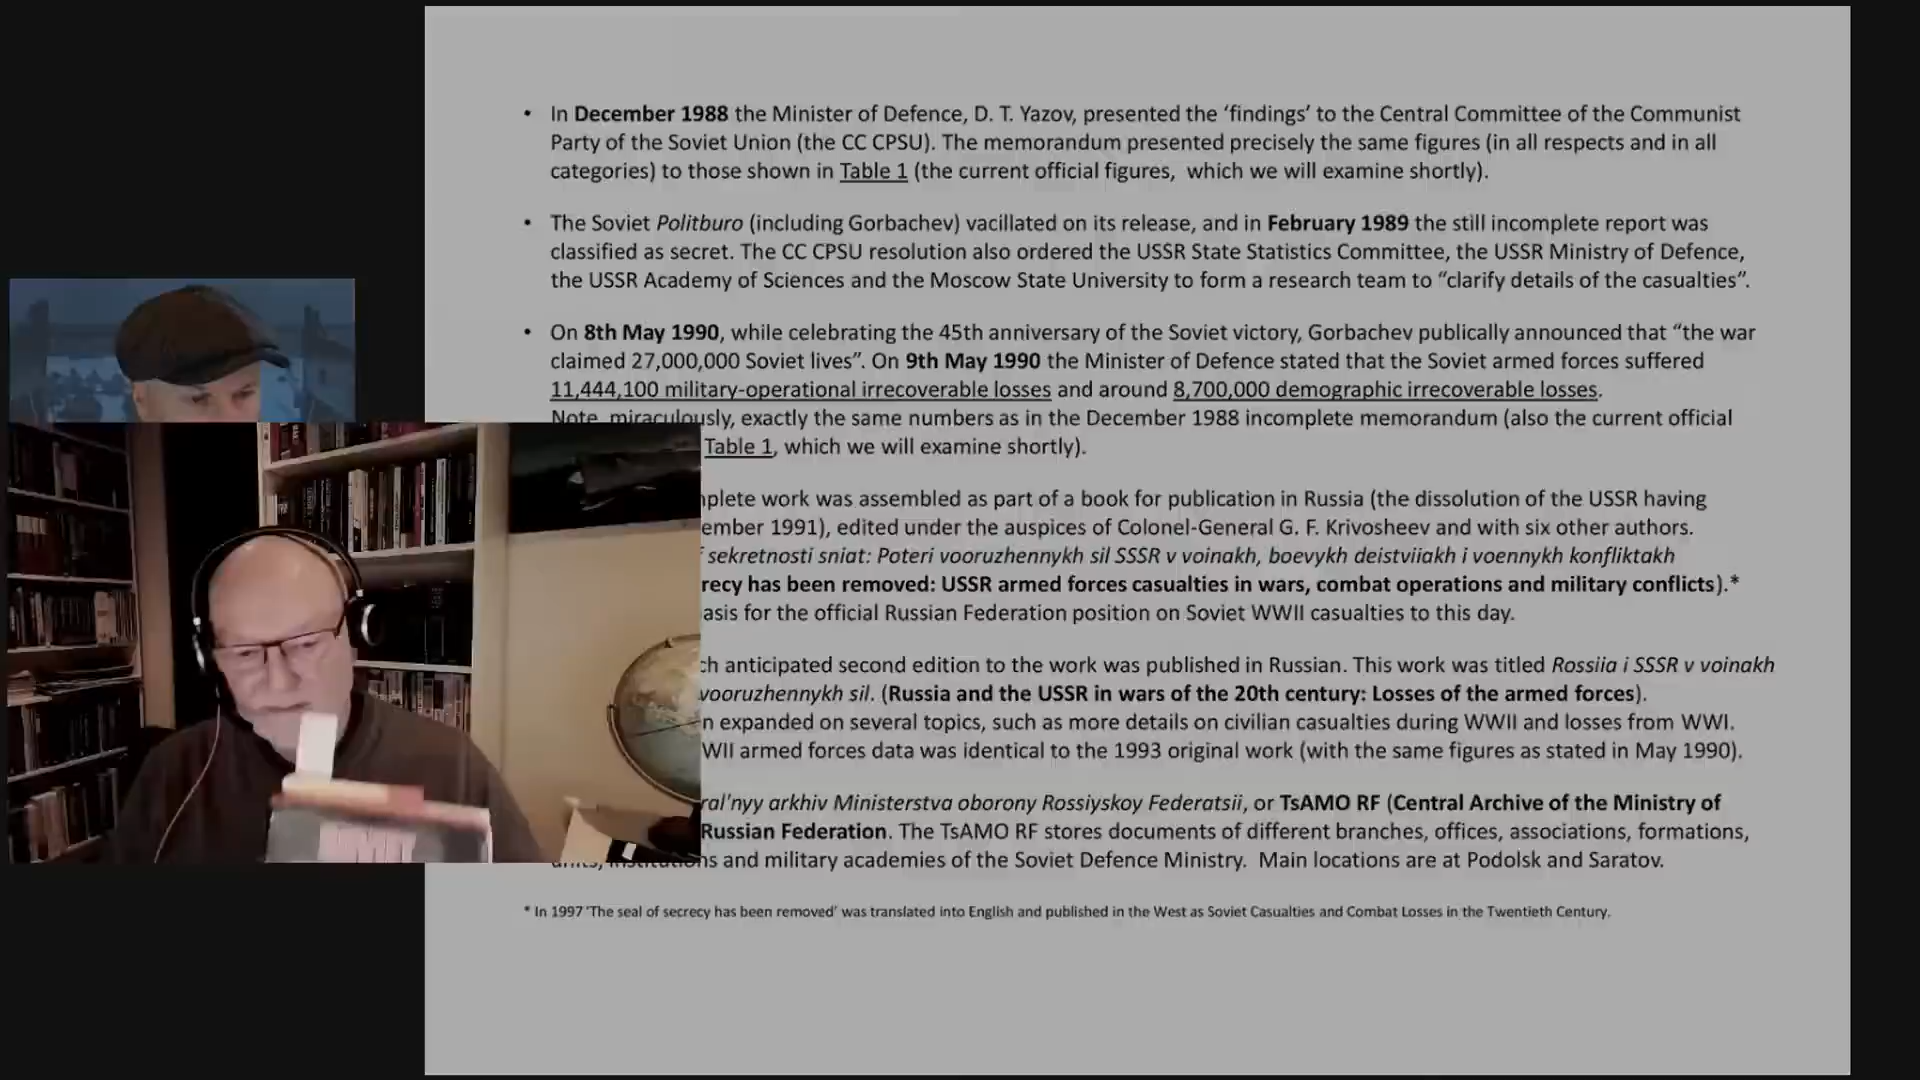 • In December 1988 the Minister of Defence, D. T. Yazov, presented the ‘findings’ to the Central Committee of the Communist
Party of the Soviet Union (the CC CPSU). The memorandum presented precisely the same figures (in all respects and in all
categories) to those shown in Table 1 (the current official figures, which we will examine shortly).
• The Soviet Politburo (including Gorbachev) vacillated on its release, and in February 1989 the still incomplete report was
classified as secret. The CC CPSU resolution also ordered the USSR State Statistics Committee, the USSR Ministry of Defence,
the USSR Academy of Sciences and the Moscow State University to form a research team to “clarify details of the casualties”.
• On 8th May 1990, while celebrating the 45th anniversary of the Soviet victory, Gorbachev publically announced that “the war
claimed 27,000,000 Soviet lives”. On 9th May 1990 the Minister of Defence stated that the Soviet armed forces suffered
11,444,100 military-operational irrecoverable losses and around 8,700,000 demographic irrecoverable losses.
Note, miraculously, exactly the same numbers as in the December 1988 incomplete memorandum (also the current official
Table 1, which we will examine shortly).
work was assembled as part of a book for publication in Russia (the dissolution of the USSR having
1991), edited under the auspices of Colonel-General G. F. Krivosheev and with six other authors.
sekretnosti sniat: Poteri vooruzhennykh sil SSSR v voinakh, boevykh deistviiakh i voennykh konfliktakh
has been removed: USSR armed forces casualties in wars, combat operations and military conflicts).*
for the official Russian Federation position on Soviet WWII casualties to this day.
anticipated second edition to the work was published in Russian. This work was titled Rossiia i SSSR v voinakh
vooruzhennykh sil. (Russia and the USSR in wars of the 20th century: Losses of the armed forces).
expanded on several topics, such as more details on civilian casualties during WWII and losses from WWI.
armed forces data was identical to the 1993 original work (with the same figures as stated in May 1990).
arkhiv Ministerstva oborony Rossiyskoy Federatsii, or TsAMO RF (Central Archive of the Ministry of
Russian Federation. The TsAMO RF stores documents of different branches, offices, associations, formations,
and military academies of the Soviet Defence Ministry. Main locations are at Podolsk and Saratov.
* In 1997 ‘The seal of secrecy has been removed’ was translated into English and published in the West as Soviet Casualties and Combat Losses in the Twentieth Century.